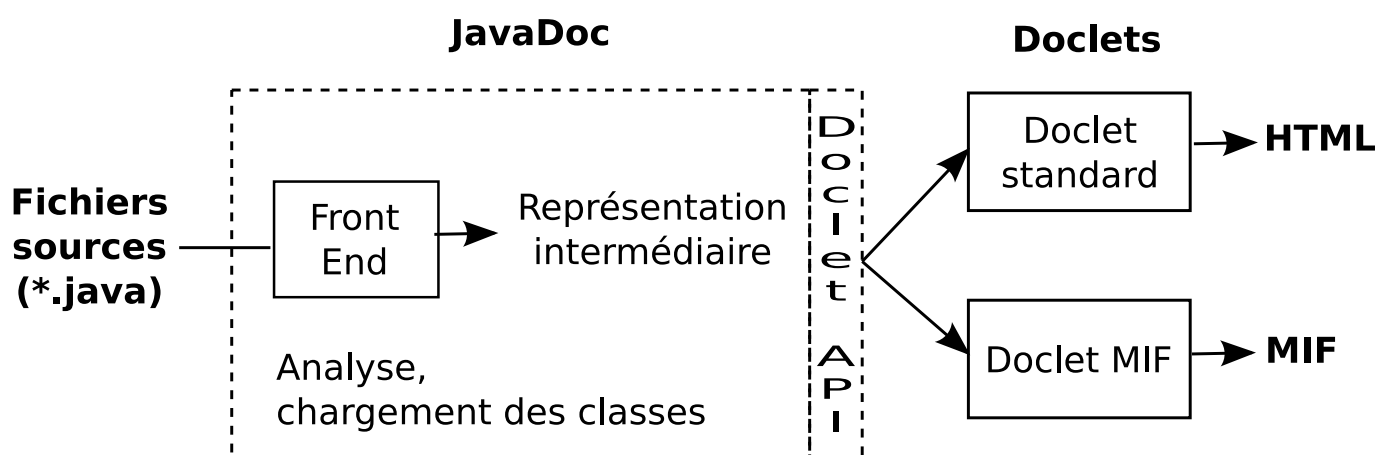 JavaDoc
Doclets
Fichiers
sources
(*.java)
Front
End
Représentation
intermédiaire
Analyse,
chargement des classes
Doclet API
Doclet
standard
HTML
Doclet MIF
MIF